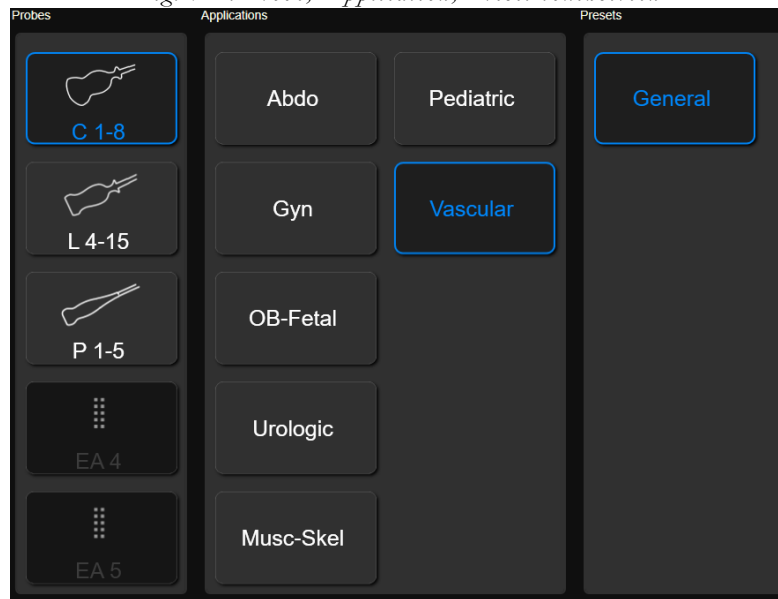 Probes
Applications
Presets
C 1-8
L 4-15
P 1-5
EA 4
EA 5
Abdo
Pediatric
Gyn
Vascular
OB-Fetal
Urologic
Musc-Skel
General